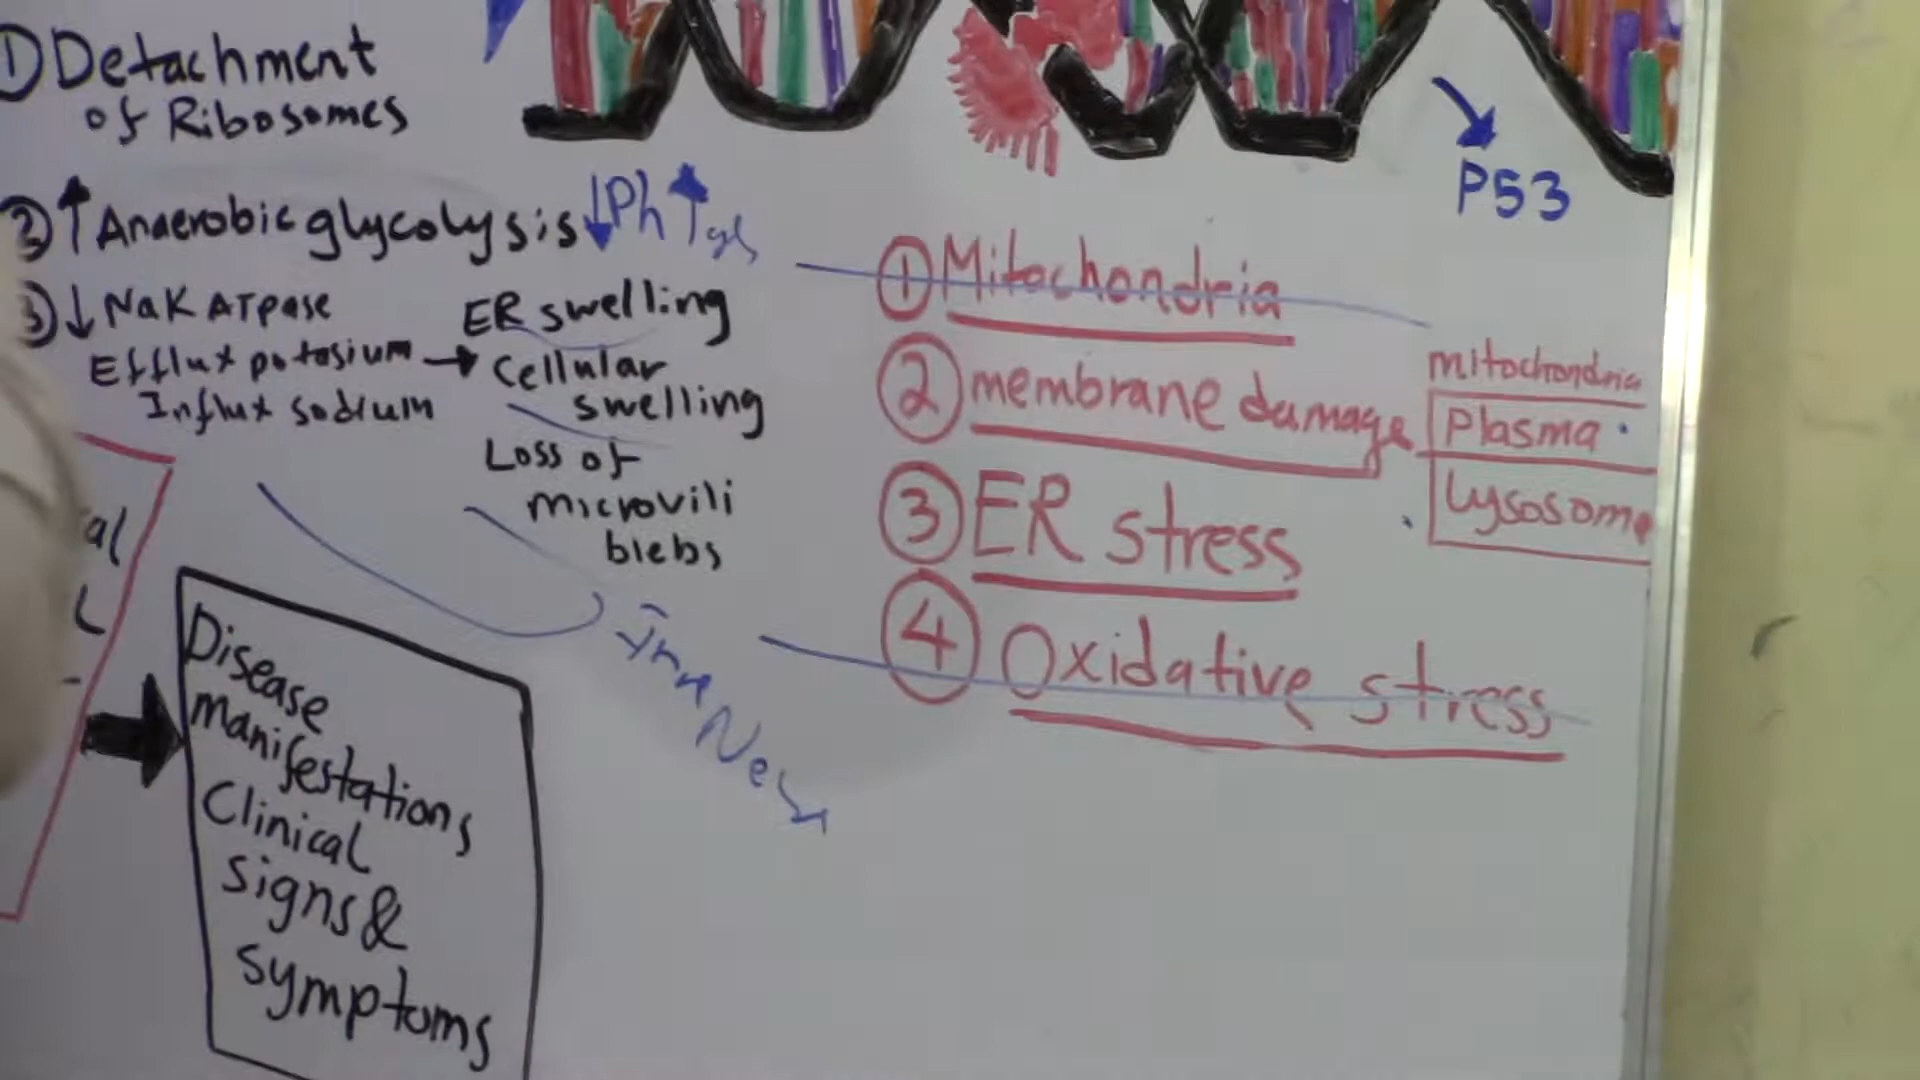 ① Detachment
of Ribosomes
② ↑ Anaerobic glycolysis ↓Ph ↑
③ ↓ NaK ATpase
Efflux potasium →
Influx sodium
ER swelling
Cellular
swelling
Loss of
microvili
blebs
al
L
Disease
manifestations
Clinical
signs &
symptoms
P53
① Mitochondria
② membrane damage
mitochondria
Plasma
Lysosome
③ ER stress
④ Oxidative stress